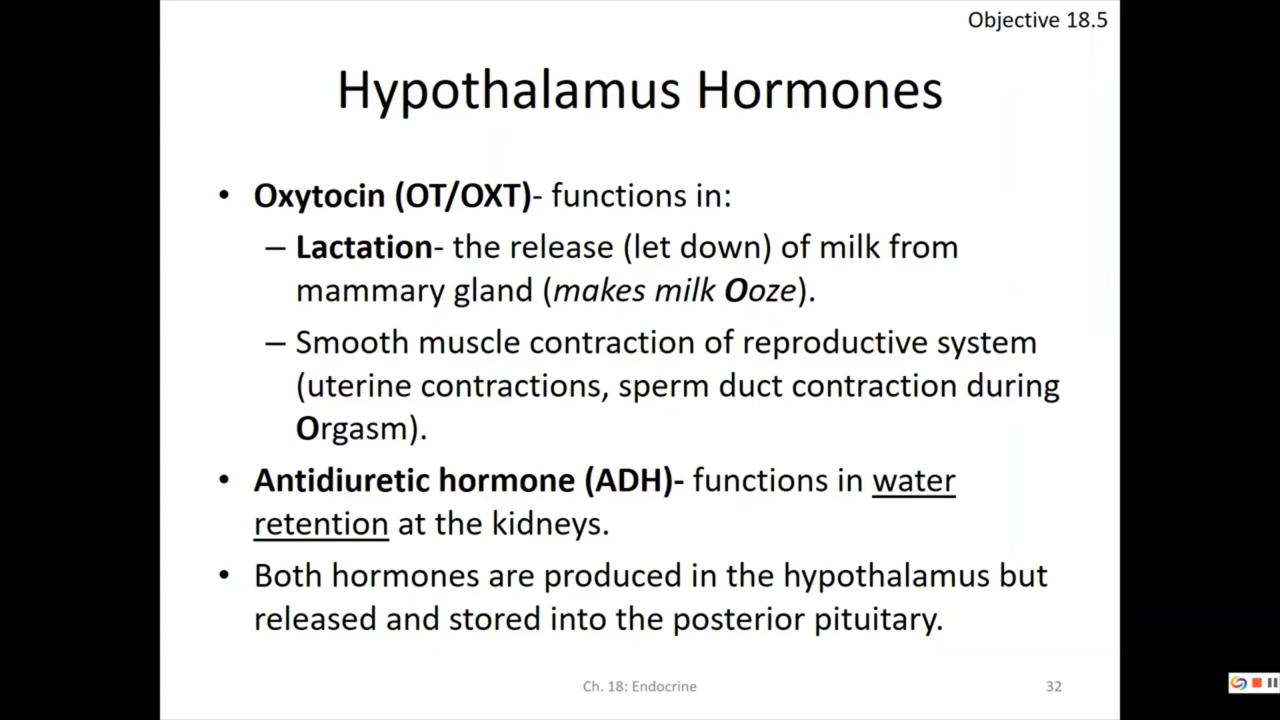 Objective 18.5
Hypothalamus Hormones
• Oxytocin (OT/OXT)- functions in:
– Lactation- the release (let down) of milk from
mammary gland (makes milk Ooze).
– Smooth muscle contraction of reproductive system
(uterine contractions, sperm duct contraction during
Orgasm).
• Antidiuretic hormone (ADH)- functions in water
retention at the kidneys.
• Both hormones are produced in the hypothalamus but
released and stored into the posterior pituitary.
Ch. 18: Endocrine
32